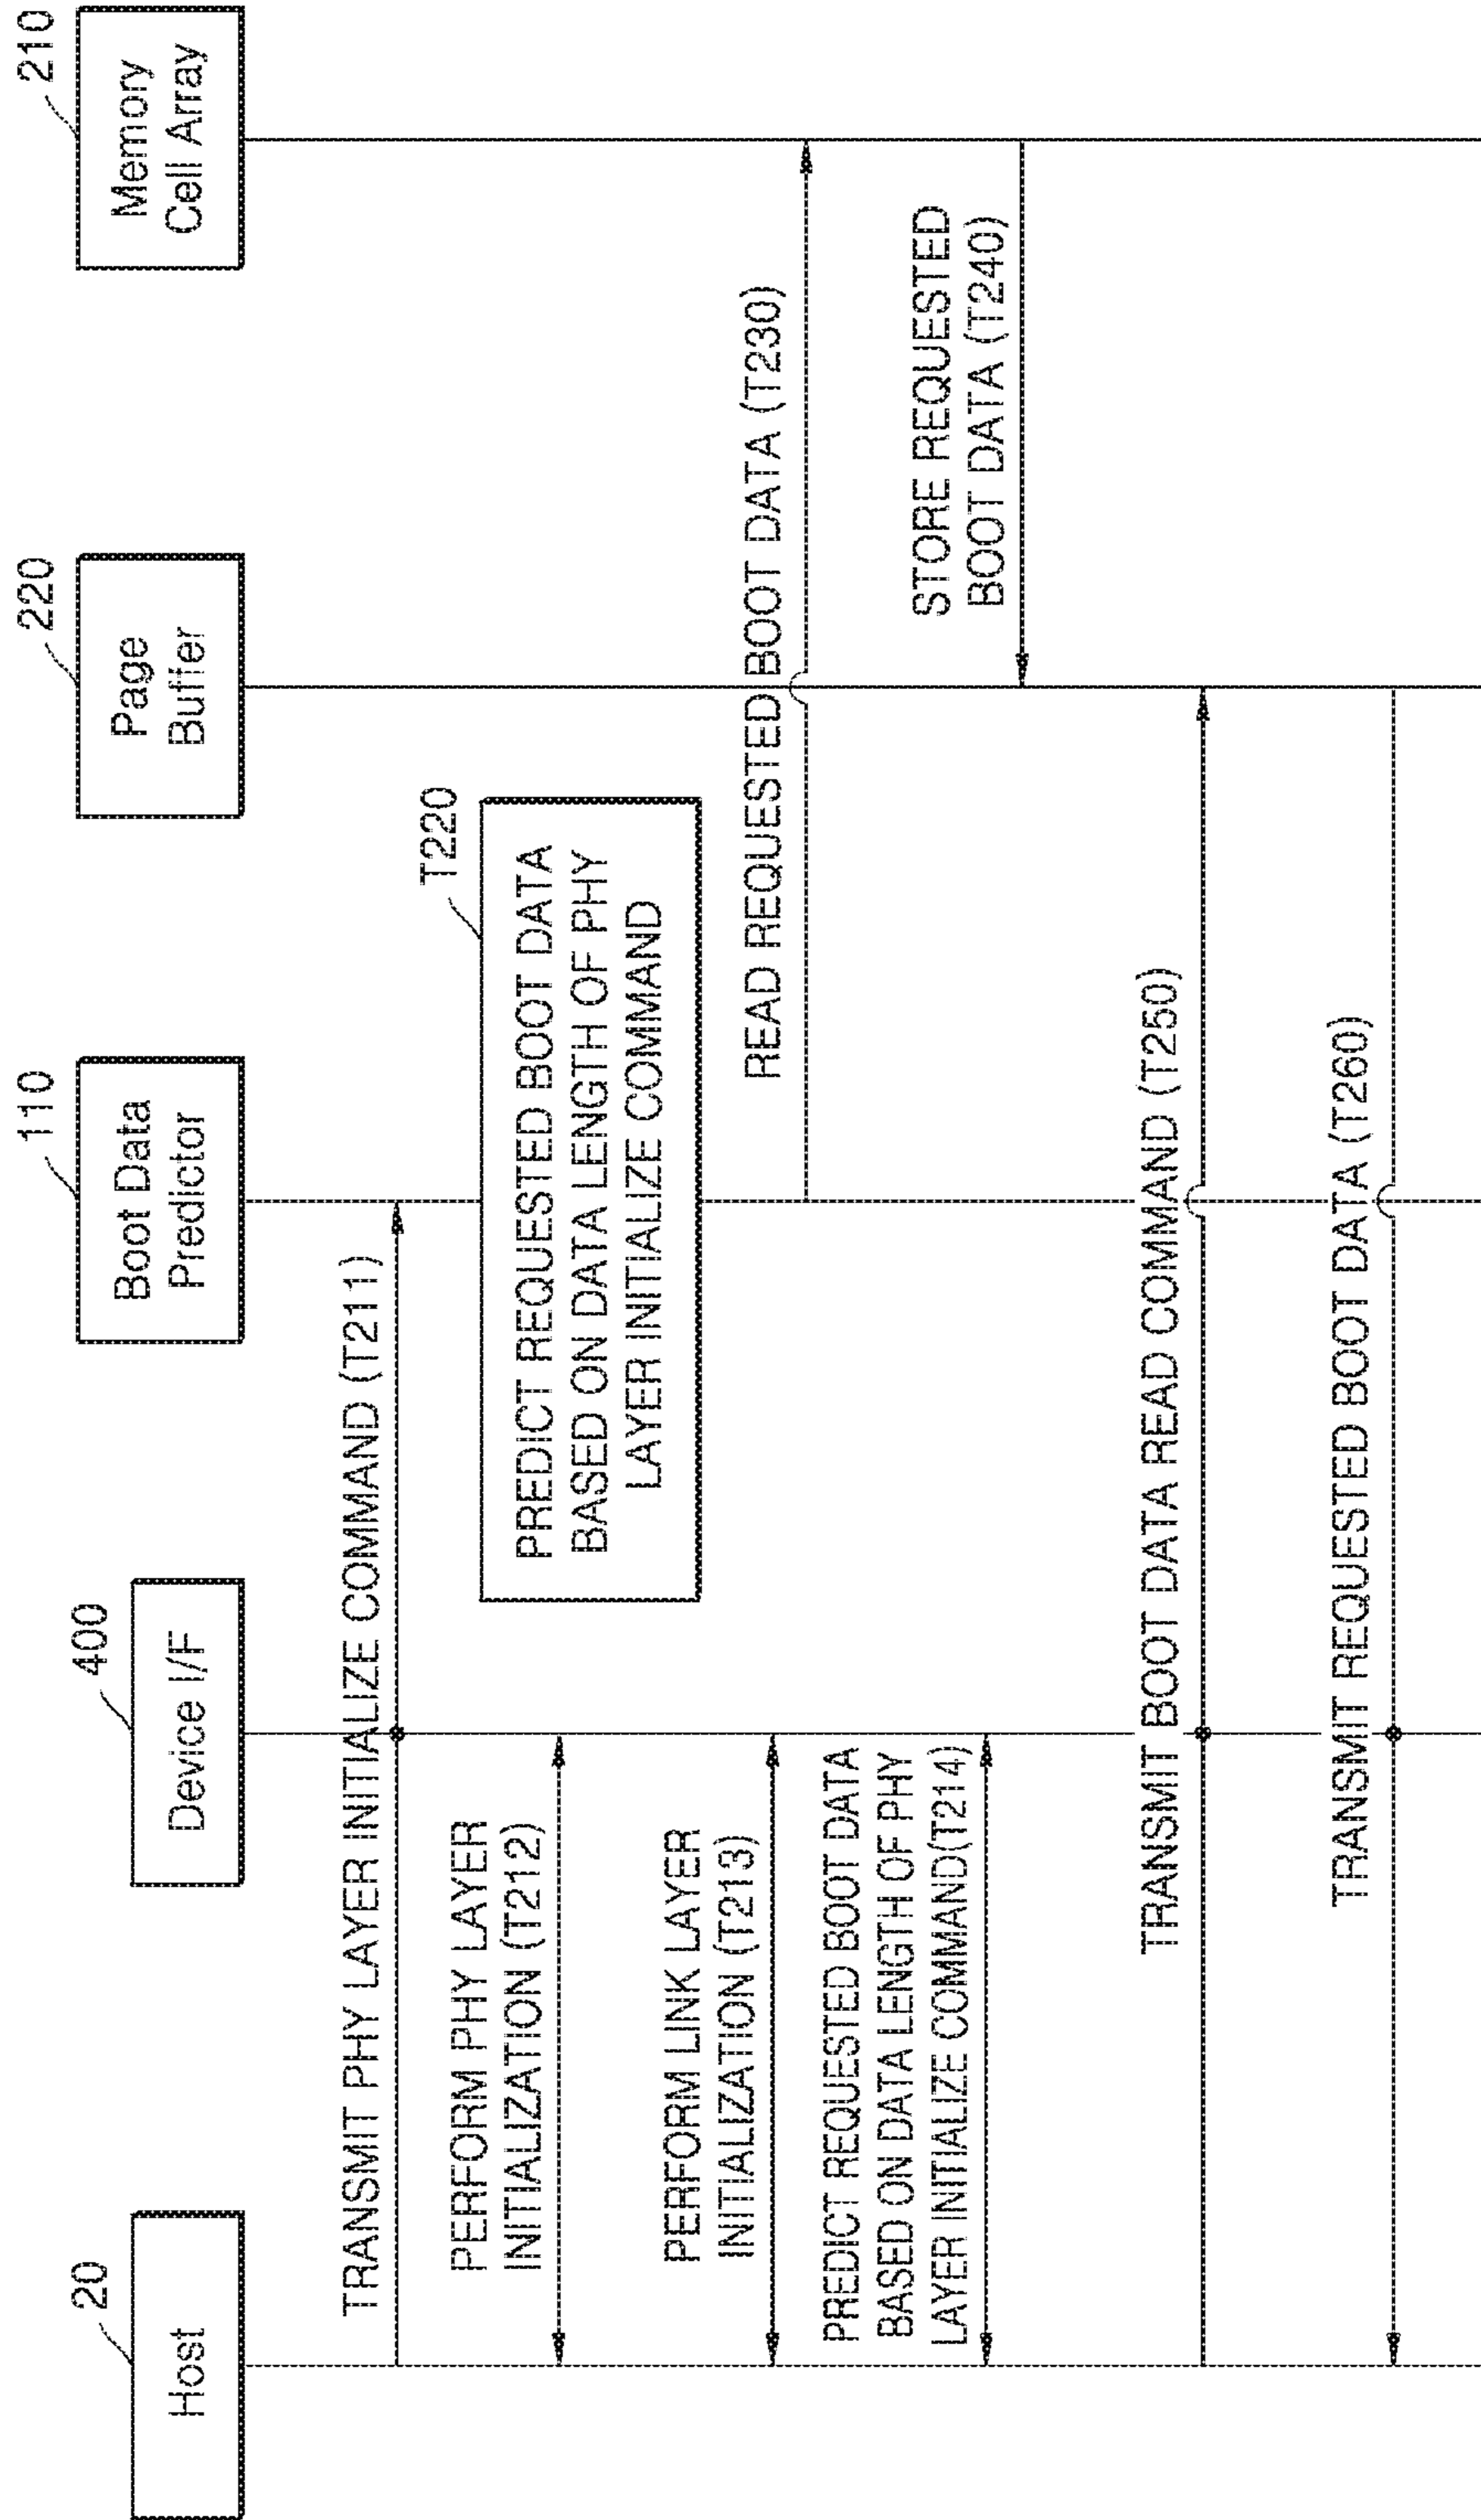 20
Host
400
Device I/F
110
Boot Data
Predictor
220
Page
Buffer
210
Memory
Cell Array
TRANSMIT PHY LAYER INITIALIZE COMMAND (T211)
PERFORM PHY LAYER
INITIALIZATION (T212)
T220
PREDICT REQUESTED BOOT DATA
BASED ON DATA LENGTH OF PHY
LAYER INITIALIZE COMMAND
PERFORM LINK LAYER
INITIALIZATION (T213)
READ REQUESTED BOOT DATA (T230)
PREDICT REQUESTED BOOT DATA
BASED ON DATA LENGTH OF PHY
LAYER INITIALIZE COMMAND(T214)
STORE REQUESTED
BOOT DATA (T240)
TRANSMIT BOOT DATA READ COMMAND (T250)
TRANSMIT REQUESTED BOOT DATA (T260)